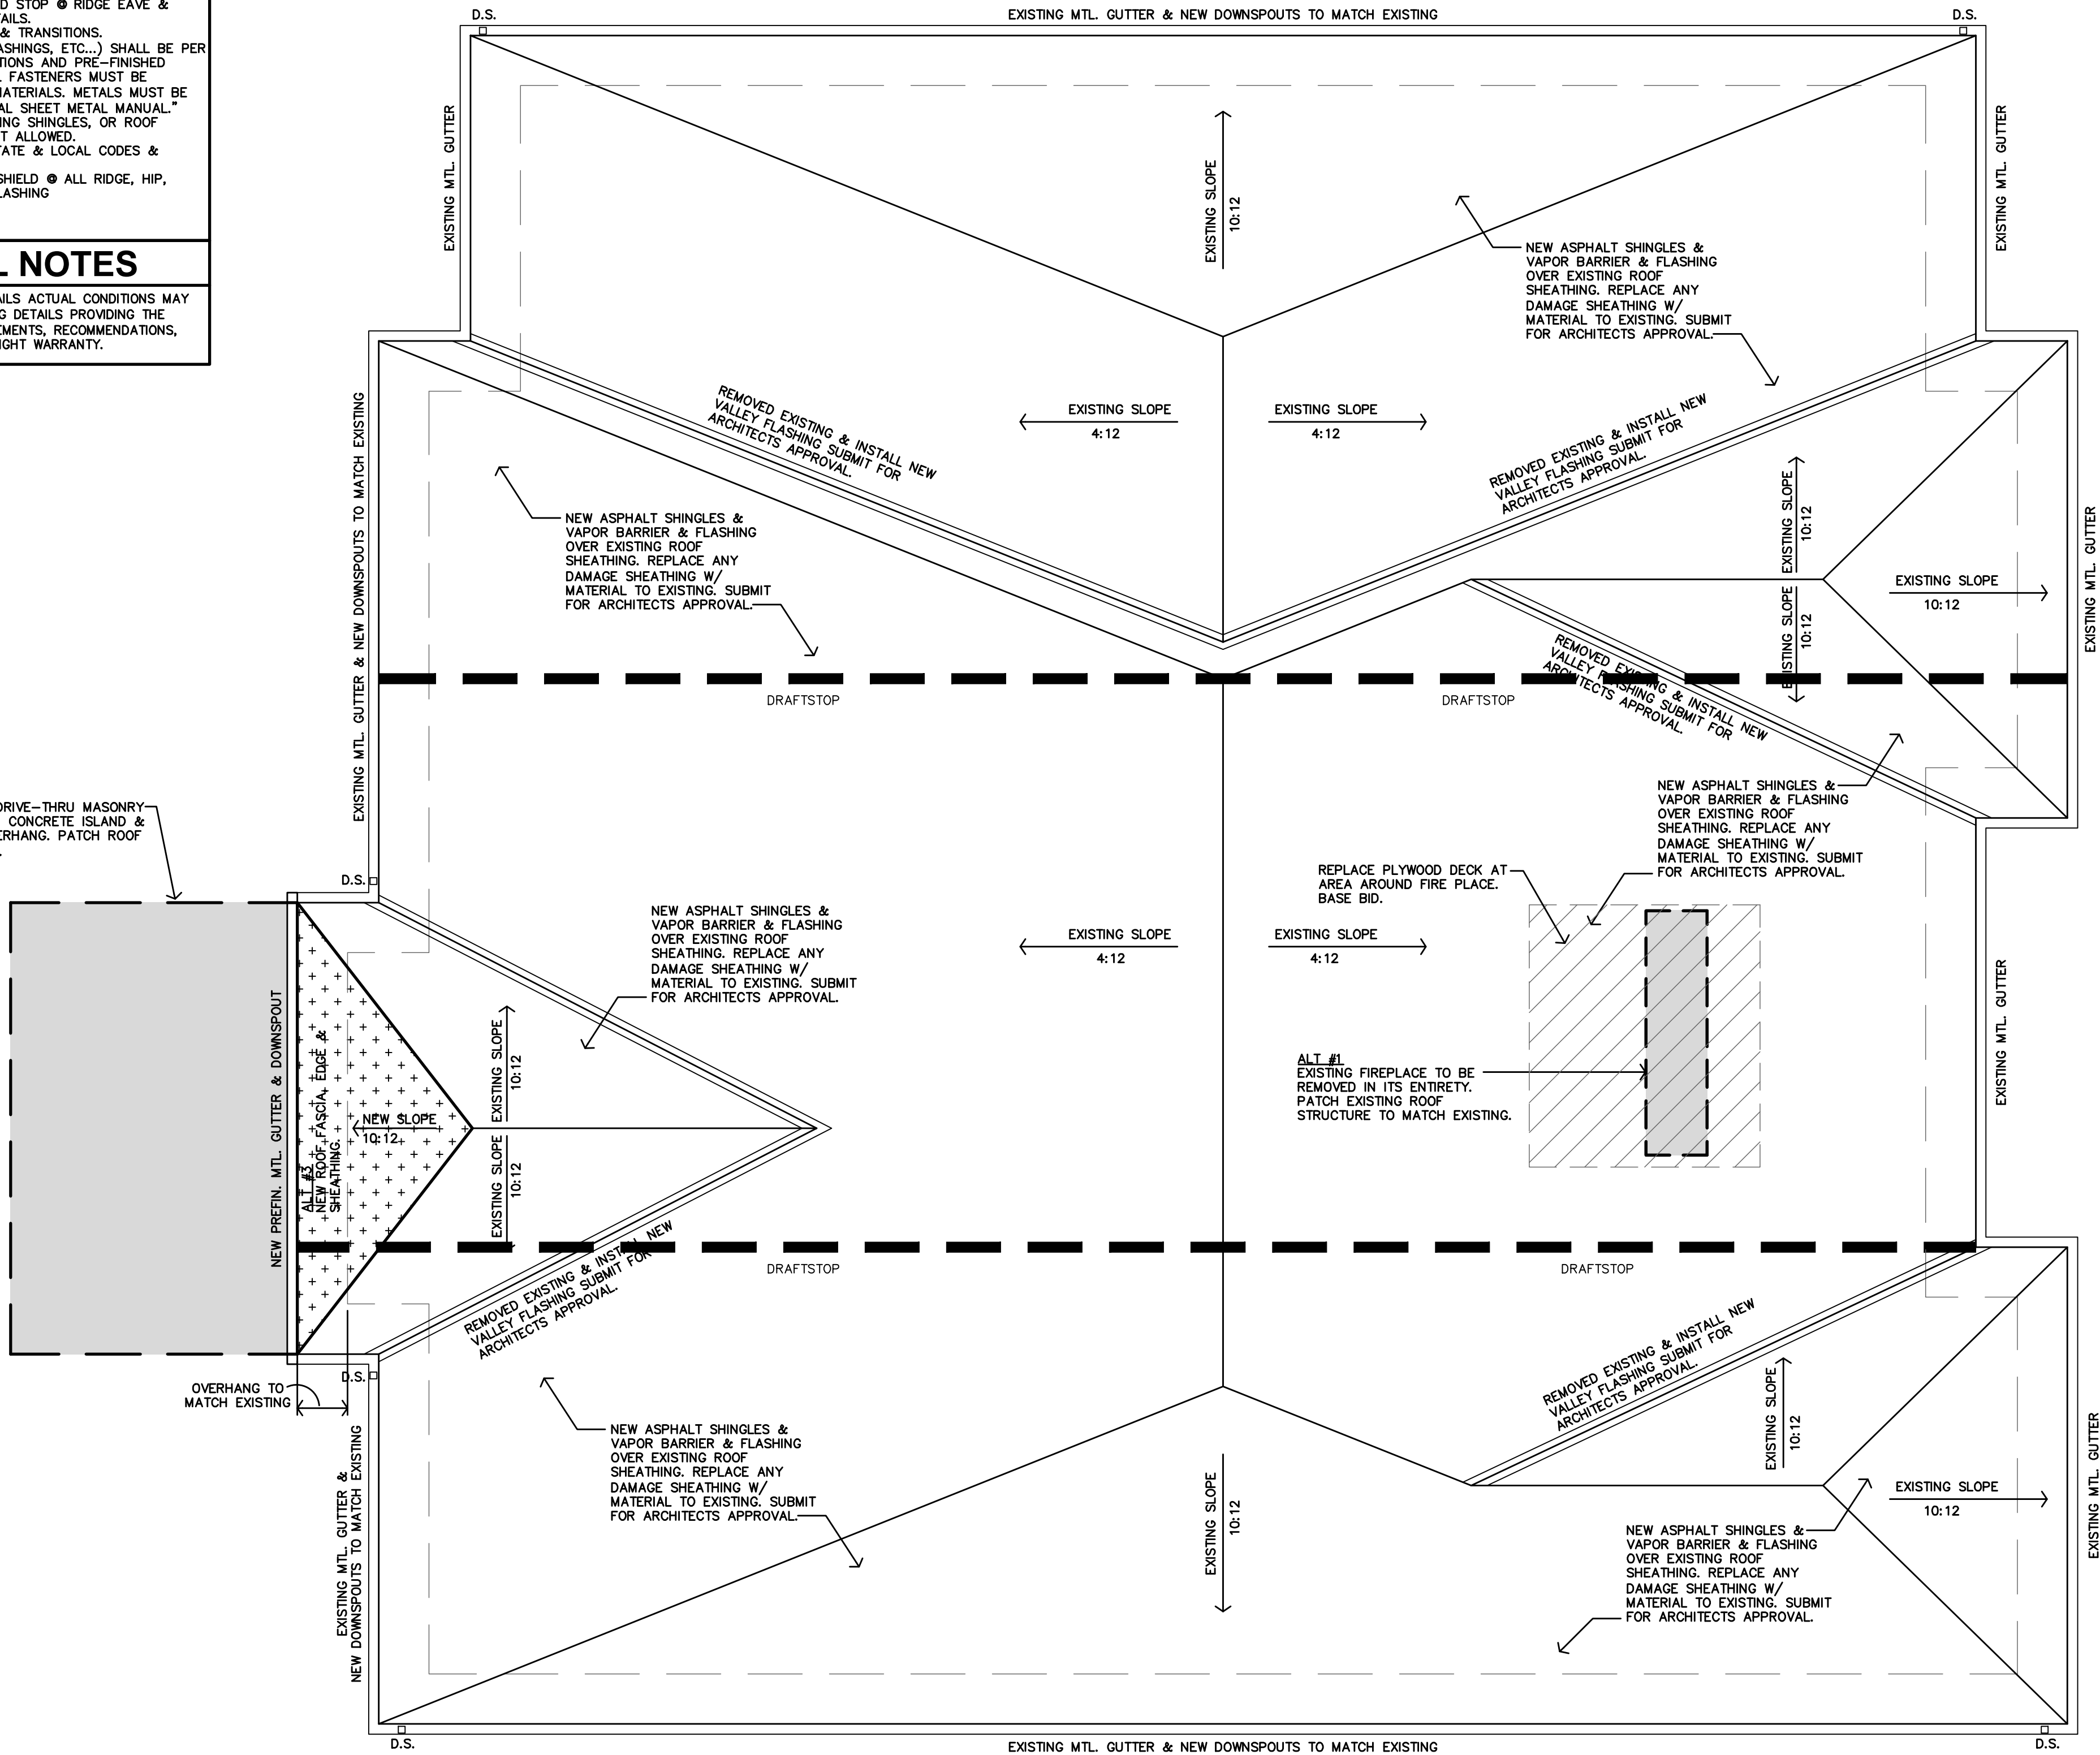 D STOP @ RIDGE EAVE &
AILS.
& TRANSITIONS.
ASHINGS, ETC...) SHALL BE PER
TIONS AND PRE-FINISHED
FASTENERS MUST BE
MATERIALS. METALS MUST BE
AL SHEET METAL MANUAL."
ING SHINGLES, OR ROOF
T ALLOWED.
TATE & LOCAL CODES &
SHIELD @ ALL RIDGE, HIP,
LASHING
L NOTES
AILS ACTUAL CONDITIONS MAY
G DETAILS PROVIDING THE
EMENTS, RECOMMENDATIONS,
IGHT WARRANTY.
D.S.
EXISTING MTL. GUTTER & NEW DOWNSPOUTS TO MATCH EXISTING
D.S.
EXISTING MTL. GUTTER
EXISTING SLOPE
10:12
EXISTING MTL. GUTTER
NEW ASPHALT SHINGLES &
VAPOR BARRIER & FLASHING
OVER EXISTING ROOF
SHEATHING. REPLACE ANY
DAMAGE SHEATHING W/
MATERIAL TO EXISTING. SUBMIT
FOR ARCHITECTS APPROVAL.
REMOVED EXISTING & INSTALL NEW
VALLEY FLASHING SUBMIT FOR
ARCHITECTS APPROVAL.
EXISTING SLOPE
4:12
EXISTING SLOPE
4:12
REMOVED EXISTING & INSTALL NEW
VALLEY FLASHING SUBMIT FOR
ARCHITECTS APPROVAL.
EXISTING MTL. GUTTER & NEW DOWNSPOUTS TO MATCH EXISTING
NEW ASPHALT SHINGLES &
VAPOR BARRIER & FLASHING
OVER EXISTING ROOF
SHEATHING. REPLACE ANY
DAMAGE SHEATHING W/
MATERIAL TO EXISTING. SUBMIT
FOR ARCHITECTS APPROVAL.
EXISTING SLOPE
10:12
EXISTING SLOPE
10:12
EXISTING SLOPE
10:12
EXISTING MTL. GUTTER
REMOVED EXISTING & INSTALL NEW
VALLEY FLASHING SUBMIT FOR
ARCHITECTS APPROVAL.
DRAFTSTOP
DRAFTSTOP
DRIVE-THRU MASONRY
CONCRETE ISLAND &
ERHANG. PATCH ROOF
NEW ASPHALT SHINGLES &
VAPOR BARRIER & FLASHING
OVER EXISTING ROOF
SHEATHING. REPLACE ANY
DAMAGE SHEATHING W/
MATERIAL TO EXISTING. SUBMIT
FOR ARCHITECTS APPROVAL.
D.S.
REPLACE PLYWOOD DECK AT
AREA AROUND FIRE PLACE.
BASE BID.
NEW ASPHALT SHINGLES &
VAPOR BARRIER & FLASHING
OVER EXISTING ROOF
SHEATHING. REPLACE ANY
DAMAGE SHEATHING W/
MATERIAL TO EXISTING. SUBMIT
FOR ARCHITECTS APPROVAL.
EXISTING SLOPE
4:12
EXISTING SLOPE
4:12
EXISTING MTL. GUTTER
NEW PREFIN. MTL. GUTTER & DOWNSPOUT
ALT #3
NEW ROOF, FASCIA, EDGE &
SHEATHING.
NEW SLOPE
10:12
EXISTING SLOPE
10:12
EXISTING SLOPE
10:12
ALT #1
EXISTING FIREPLACE TO BE
REMOVED IN ITS ENTIRETY.
PATCH EXISTING ROOF
STRUCTURE TO MATCH EXISTING.
REMOVED EXISTING & INSTALL NEW
VALLEY FLASHING SUBMIT FOR
ARCHITECTS APPROVAL.
DRAFTSTOP
DRAFTSTOP
D.S.
OVERHANG TO
MATCH EXISTING
REMOVED EXISTING & INSTALL NEW
VALLEY FLASHING SUBMIT FOR
ARCHITECTS APPROVAL.
EXISTING SLOPE
10:12
EXISTING MTL. GUTTER &
NEW DOWNSPOUTS TO MATCH EXISTING
NEW ASPHALT SHINGLES &
VAPOR BARRIER & FLASHING
OVER EXISTING ROOF
SHEATHING. REPLACE ANY
DAMAGE SHEATHING W/
MATERIAL TO EXISTING. SUBMIT
FOR ARCHITECTS APPROVAL.
EXISTING SLOPE
10:12
EXISTING SLOPE
10:12
EXISTING MTL. GUTTER
NEW ASPHALT SHINGLES &
VAPOR BARRIER & FLASHING
OVER EXISTING ROOF
SHEATHING. REPLACE ANY
DAMAGE SHEATHING W/
MATERIAL TO EXISTING. SUBMIT
FOR ARCHITECTS APPROVAL.
D.S.
EXISTING MTL. GUTTER & NEW DOWNSPOUTS TO MATCH EXISTING
D.S.